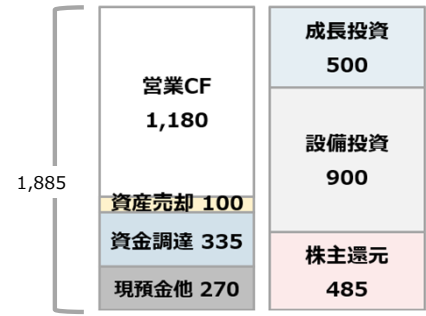 1,885
営業CF
1,180
資産売却 100
資金調達 335
現預金他 270
成長投資
500
設備投資
900
株主還元
485